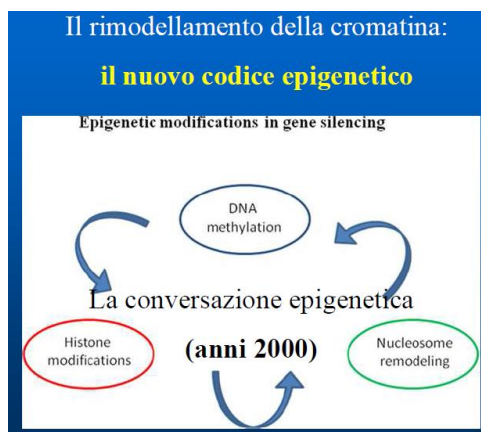 Il rimodellamento della cromatina:
il nuovo codice epigenetico
Epigenetic modifications in gene silencing
DNA
methylation
La conversazione epigenetica
(anni 2000)
Histone
modifications
Nucleosome
remodeling